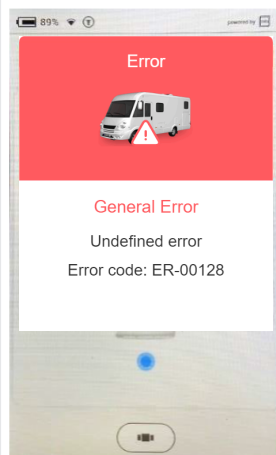 89%
powered by
Error
General Error
Undefined error
Error code: ER-00128